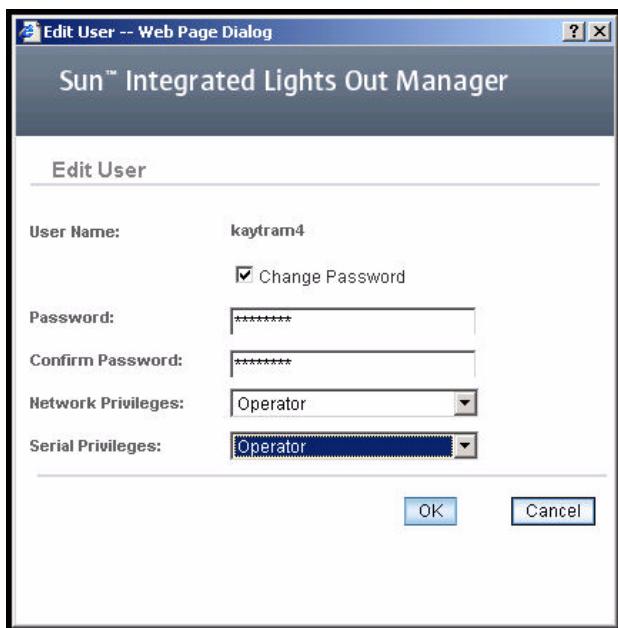 Edit User -- Web Page Dialog
Sun™ Integrated Lights Out Manager
Edit User
User Name: kaytram4
Change Password
Password: ********
Confirm Password: ********
Network Privileges: Operator
Serial Privileges: Operator
OK Cancel